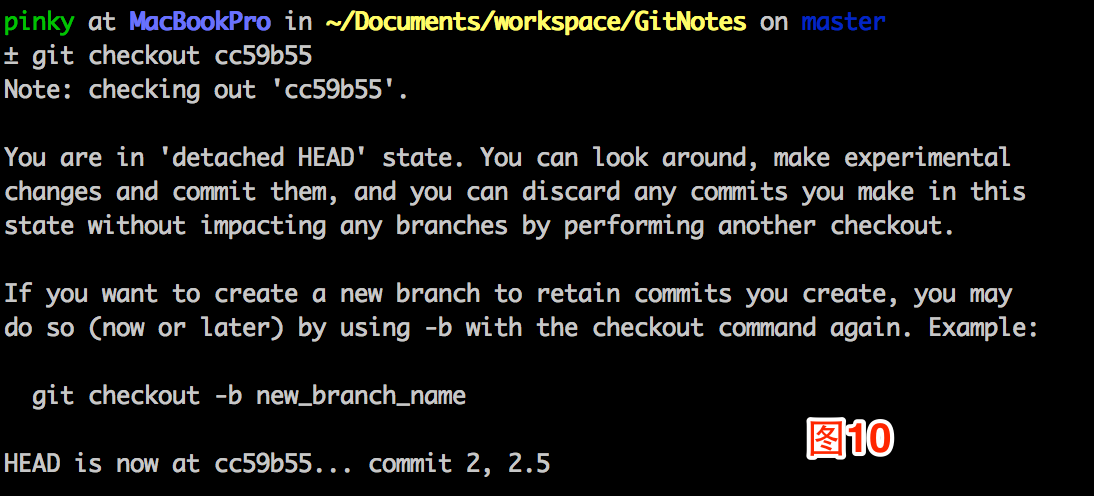 pinky at MacBookPro in ~/Documents/workspace/GitNotes on master
± git checkout cc59b55
Note: checking out 'cc59b55'.
You are in 'detached HEAD' state. You can look around, make experimental
changes and commit them, and you can discard any commits you make in this
state without impacting any branches by performing another checkout.
If you want to create a new branch to retain commits you create, you may
do so (now or later) by using -b with the checkout command again. Example:
git checkout -b new_branch_name
图10
HEAD is now at cc59b55... commit 2, 2.5